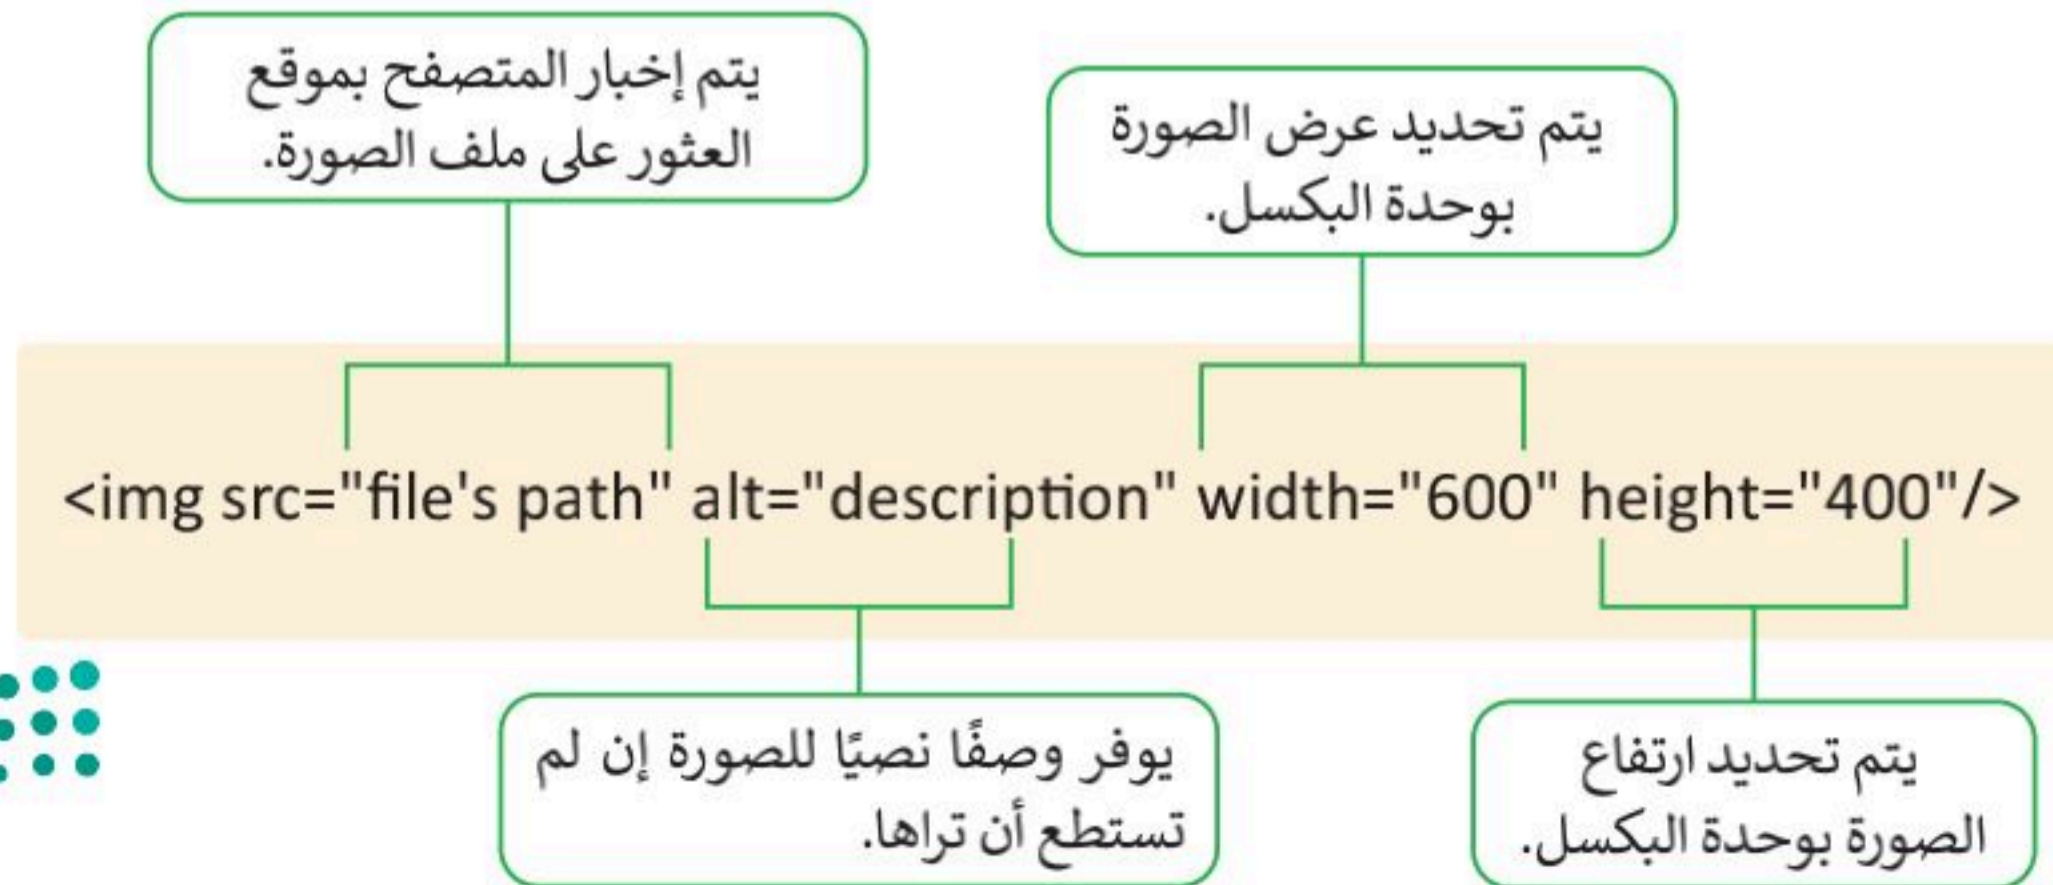 يتم إخبار المتصفح بموقع
العثور على ملف الصورة.
يتم تحديد عرض الصورة
بوحدة البكسل.
<img src="file's path" alt="description" width="600" height="400"/>
يوفر وصفًا نصيًا للصورة إن لم
تستطع أن تراها.
يتم تحديد ارتفاع
الصورة بوحدة البكسل.